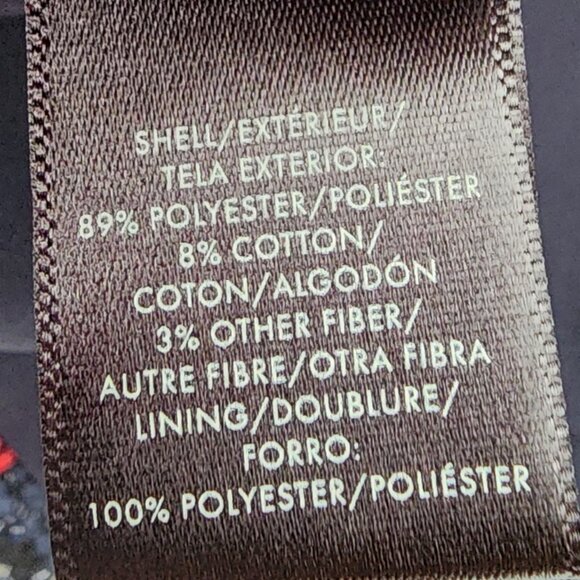 SHELL/EXTÉRIEUR/
TELA EXTERIOR:
89% POLYESTER/POLIÉSTER
8% COTTON/
COTON/ALGODÓN
3% OTHER FIBER/
AUTRE FIBRE/OTRA FIBRA
LINING/DOUBLURE/
FORRO:
100% POLYESTER/POLIÉSTER